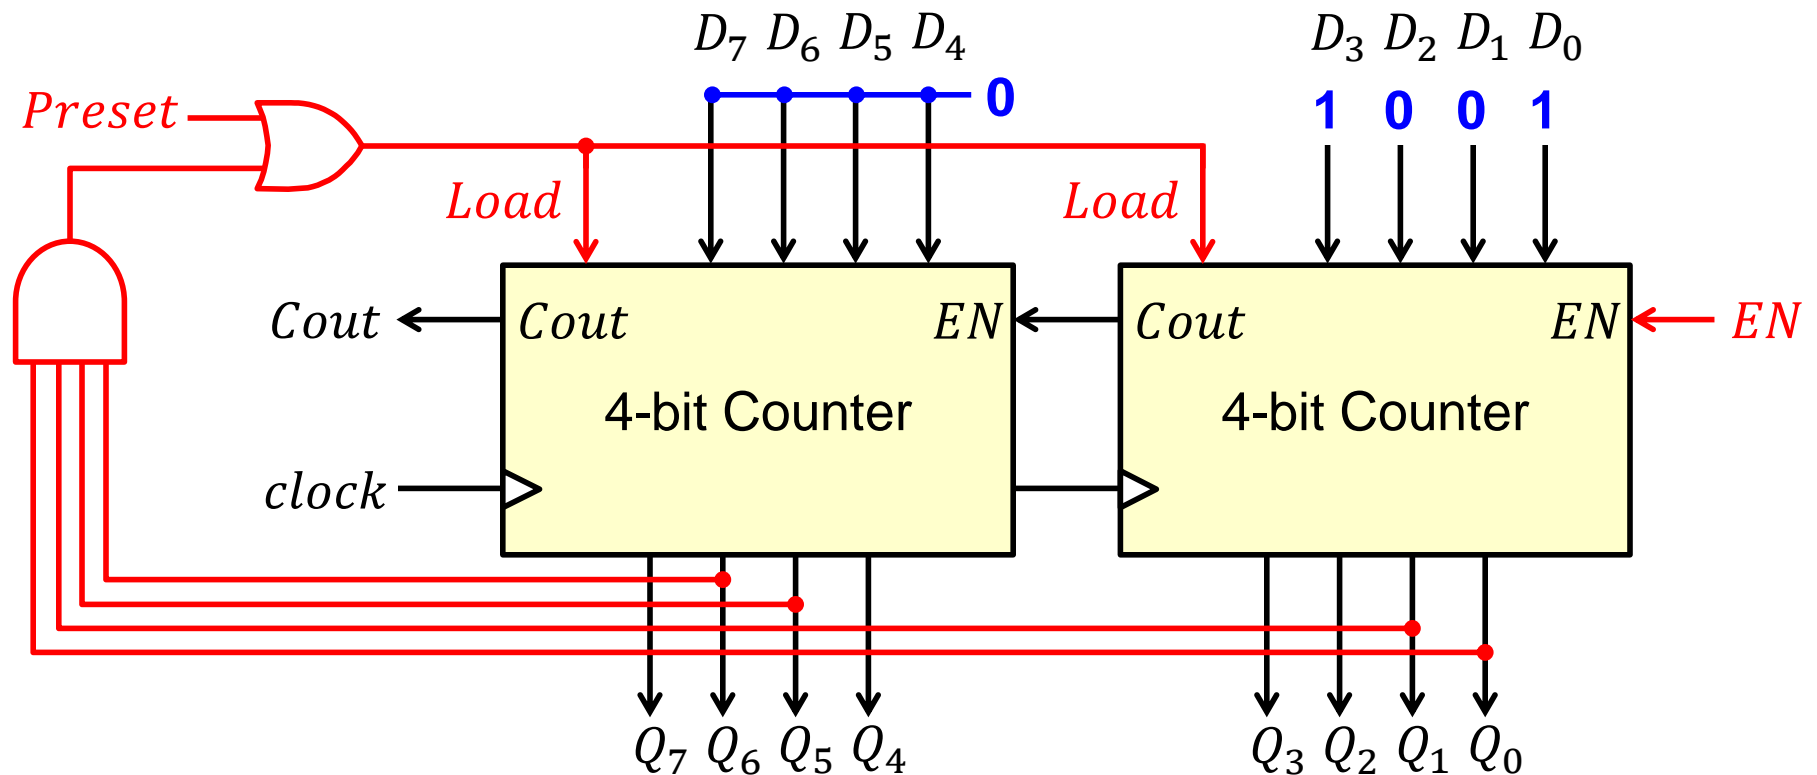 D7 D6 D5 D4 D3 D2 D1 D0
Preset 0 1 0 0 1
Load Load
Cout Cout EN Cout EN EN
4-bit Counter 4-bit Counter
clock
Q7 Q6 Q5 Q4 Q3 Q2 Q1 Q0